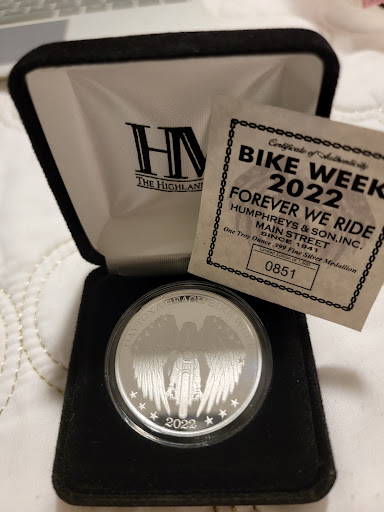 HM
THE HIGHLAND
Certificate of Authenticity
BIKE WEEK
2022
FOREVER WE RIDE
HUMPHREYS & SON, INC.
MAIN STREET
SINCE 1941
One Troy Ounce .999 Fine Silver Medallion
0851
BEACH
2022